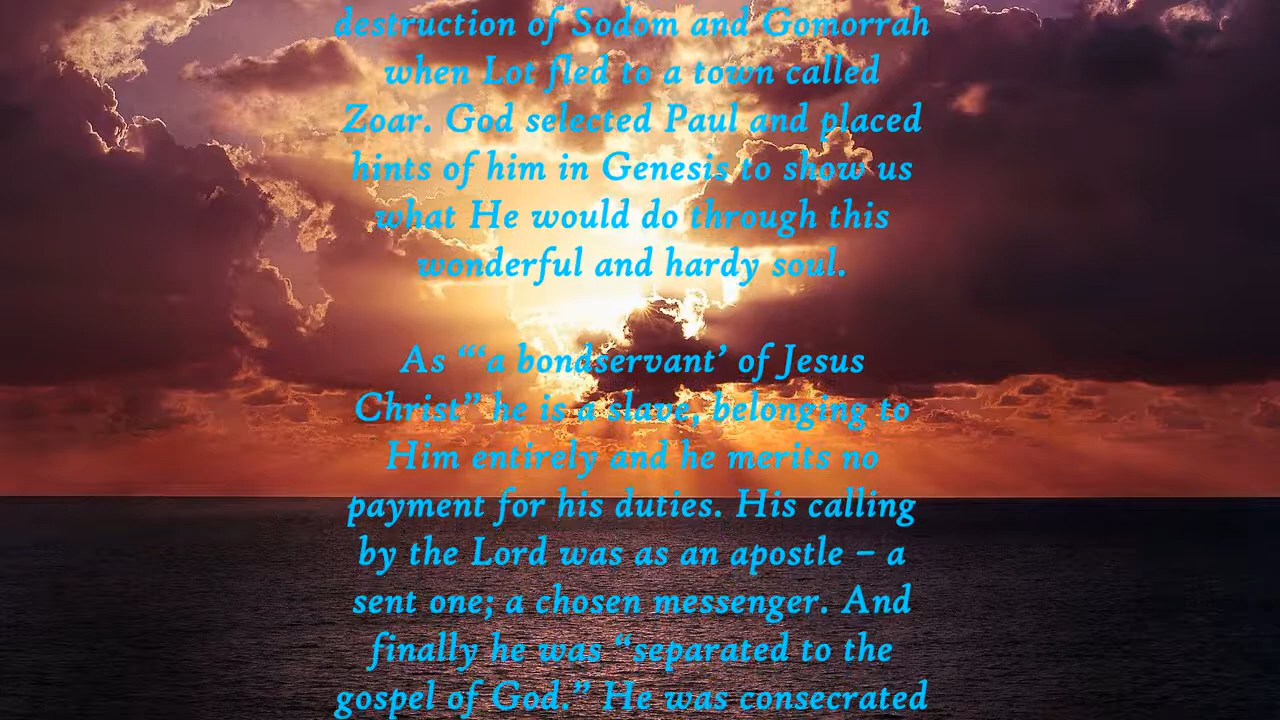 destruction of Sodom and Gomorrah
when Lot fled to a town called
Zoar. God selected Paul and placed
hints of him in Genesis to show us
what He would do through this
wonderful and hardy soul.
As “‘a bondservant’ of Jesus
Christ” he is a slave, belonging to
Him entirely and he merits no
payment for his duties. His calling
by the Lord was as an apostle – a
sent one; a chosen messenger. And
finally he was “separated to the
gospel of God.” He was consecrated